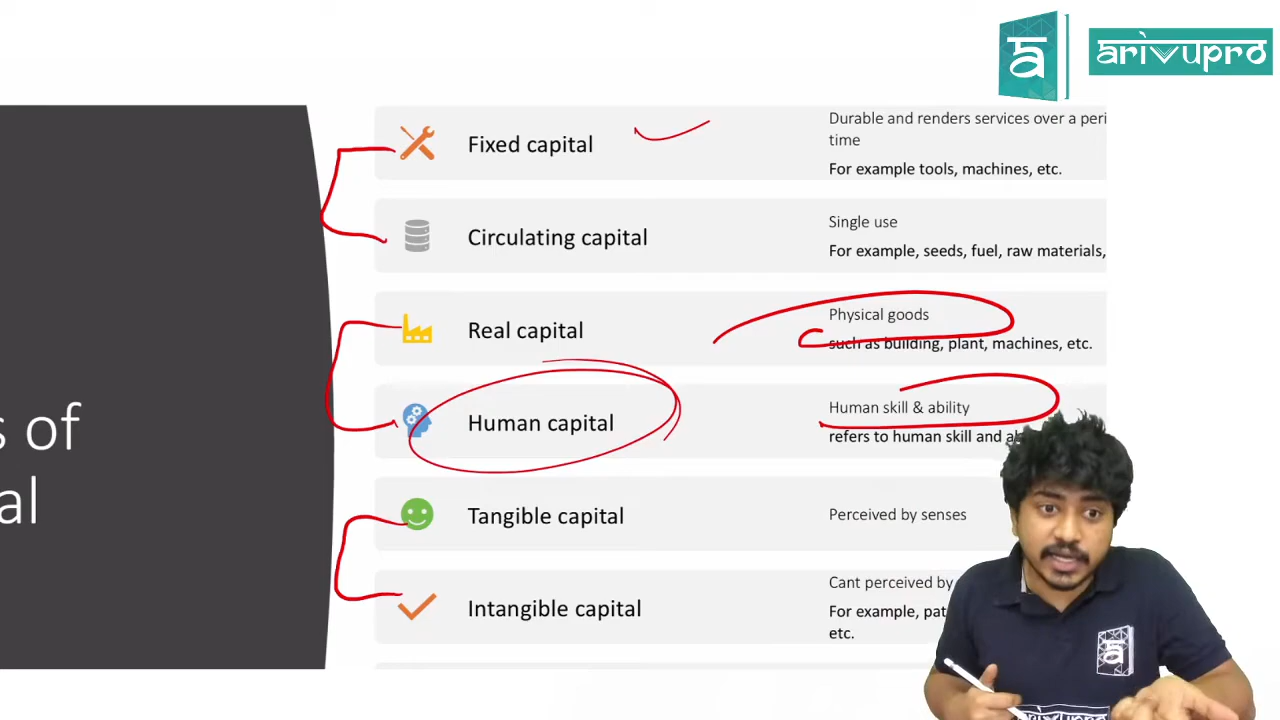 arivupro
s of
al
Fixed capital
Durable and renders services over a peri
time
For example tools, machines, etc.
Circulating capital
Single use
For example, seeds, fuel, raw materials,
Real capital
Physical goods
such as building, plant, machines, etc.
Human capital
Human skill & ability
refers to human skill and ab
Tangible capital
Perceived by senses
Intangible capital
Cant perceived by
For example, pat
etc.
arivupro